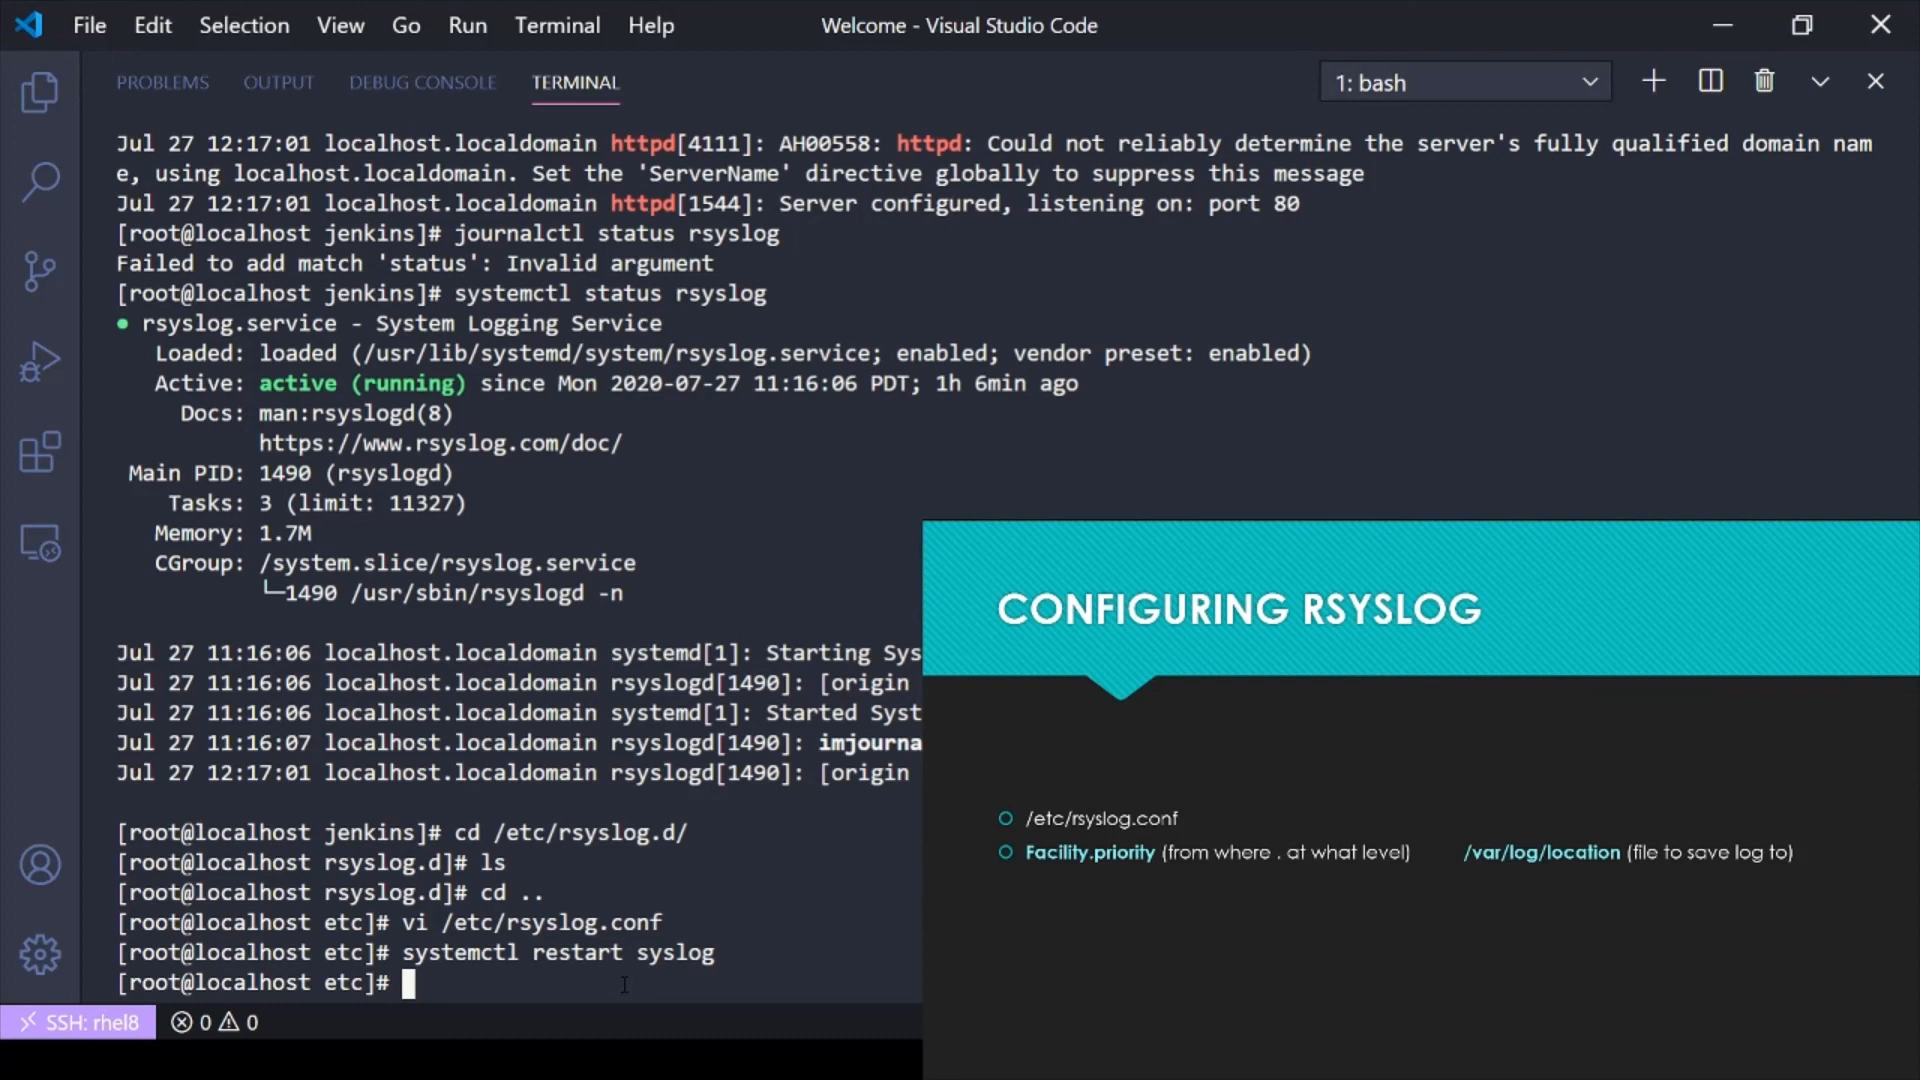 File Edit Selection View Go Run Terminal Help Welcome - Visual Studio Code
PROBLEMS OUTPUT DEBUG CONSOLE TERMINAL 1: bash
Jul 27 12:17:01 localhost.localdomain httpd[4111]: AH00558: httpd: Could not reliably determine the server's fully qualified domain nam
e, using localhost.localdomain. Set the 'ServerName' directive globally to suppress this message
Jul 27 12:17:01 localhost.localdomain httpd[1544]: Server configured, listening on: port 80
[root@localhost jenkins]# journalctl status rsyslog
Failed to add match 'status': Invalid argument
[root@localhost jenkins]# systemctl status rsyslog
● rsyslog.service - System Logging Service
Loaded: loaded (/usr/lib/systemd/system/rsyslog.service; enabled; vendor preset: enabled)
Active: active (running) since Mon 2020-07-27 11:16:06 PDT; 1h 6min ago
Docs: man:rsyslogd(8)
https://www.rsyslog.com/doc/
Main PID: 1490 (rsyslogd)
Tasks: 3 (limit: 11327)
Memory: 1.7M
CGroup: /system.slice/rsyslog.service
└─1490 /usr/sbin/rsyslogd -n
Jul 27 11:16:06 localhost.localdomain systemd[1]: Starting Sys
Jul 27 11:16:06 localhost.localdomain rsyslogd[1490]: [origin
Jul 27 11:16:06 localhost.localdomain systemd[1]: Started Syst
Jul 27 11:16:07 localhost.localdomain rsyslogd[1490]: imjourna
Jul 27 12:17:01 localhost.localdomain rsyslogd[1490]: [origin
[root@localhost jenkins]# cd /etc/rsyslog.d/
[root@localhost rsyslog.d]# ls
[root@localhost rsyslog.d]# cd ..
[root@localhost etc]# vi /etc/rsyslog.conf
[root@localhost etc]# systemctl restart syslog
[root@localhost etc]#
SSH: rhel8 0 0
CONFIGURING RSYSLOG
/etc/rsyslog.conf
Facility.priority (from where . at what level) /var/log/location (file to save log to)